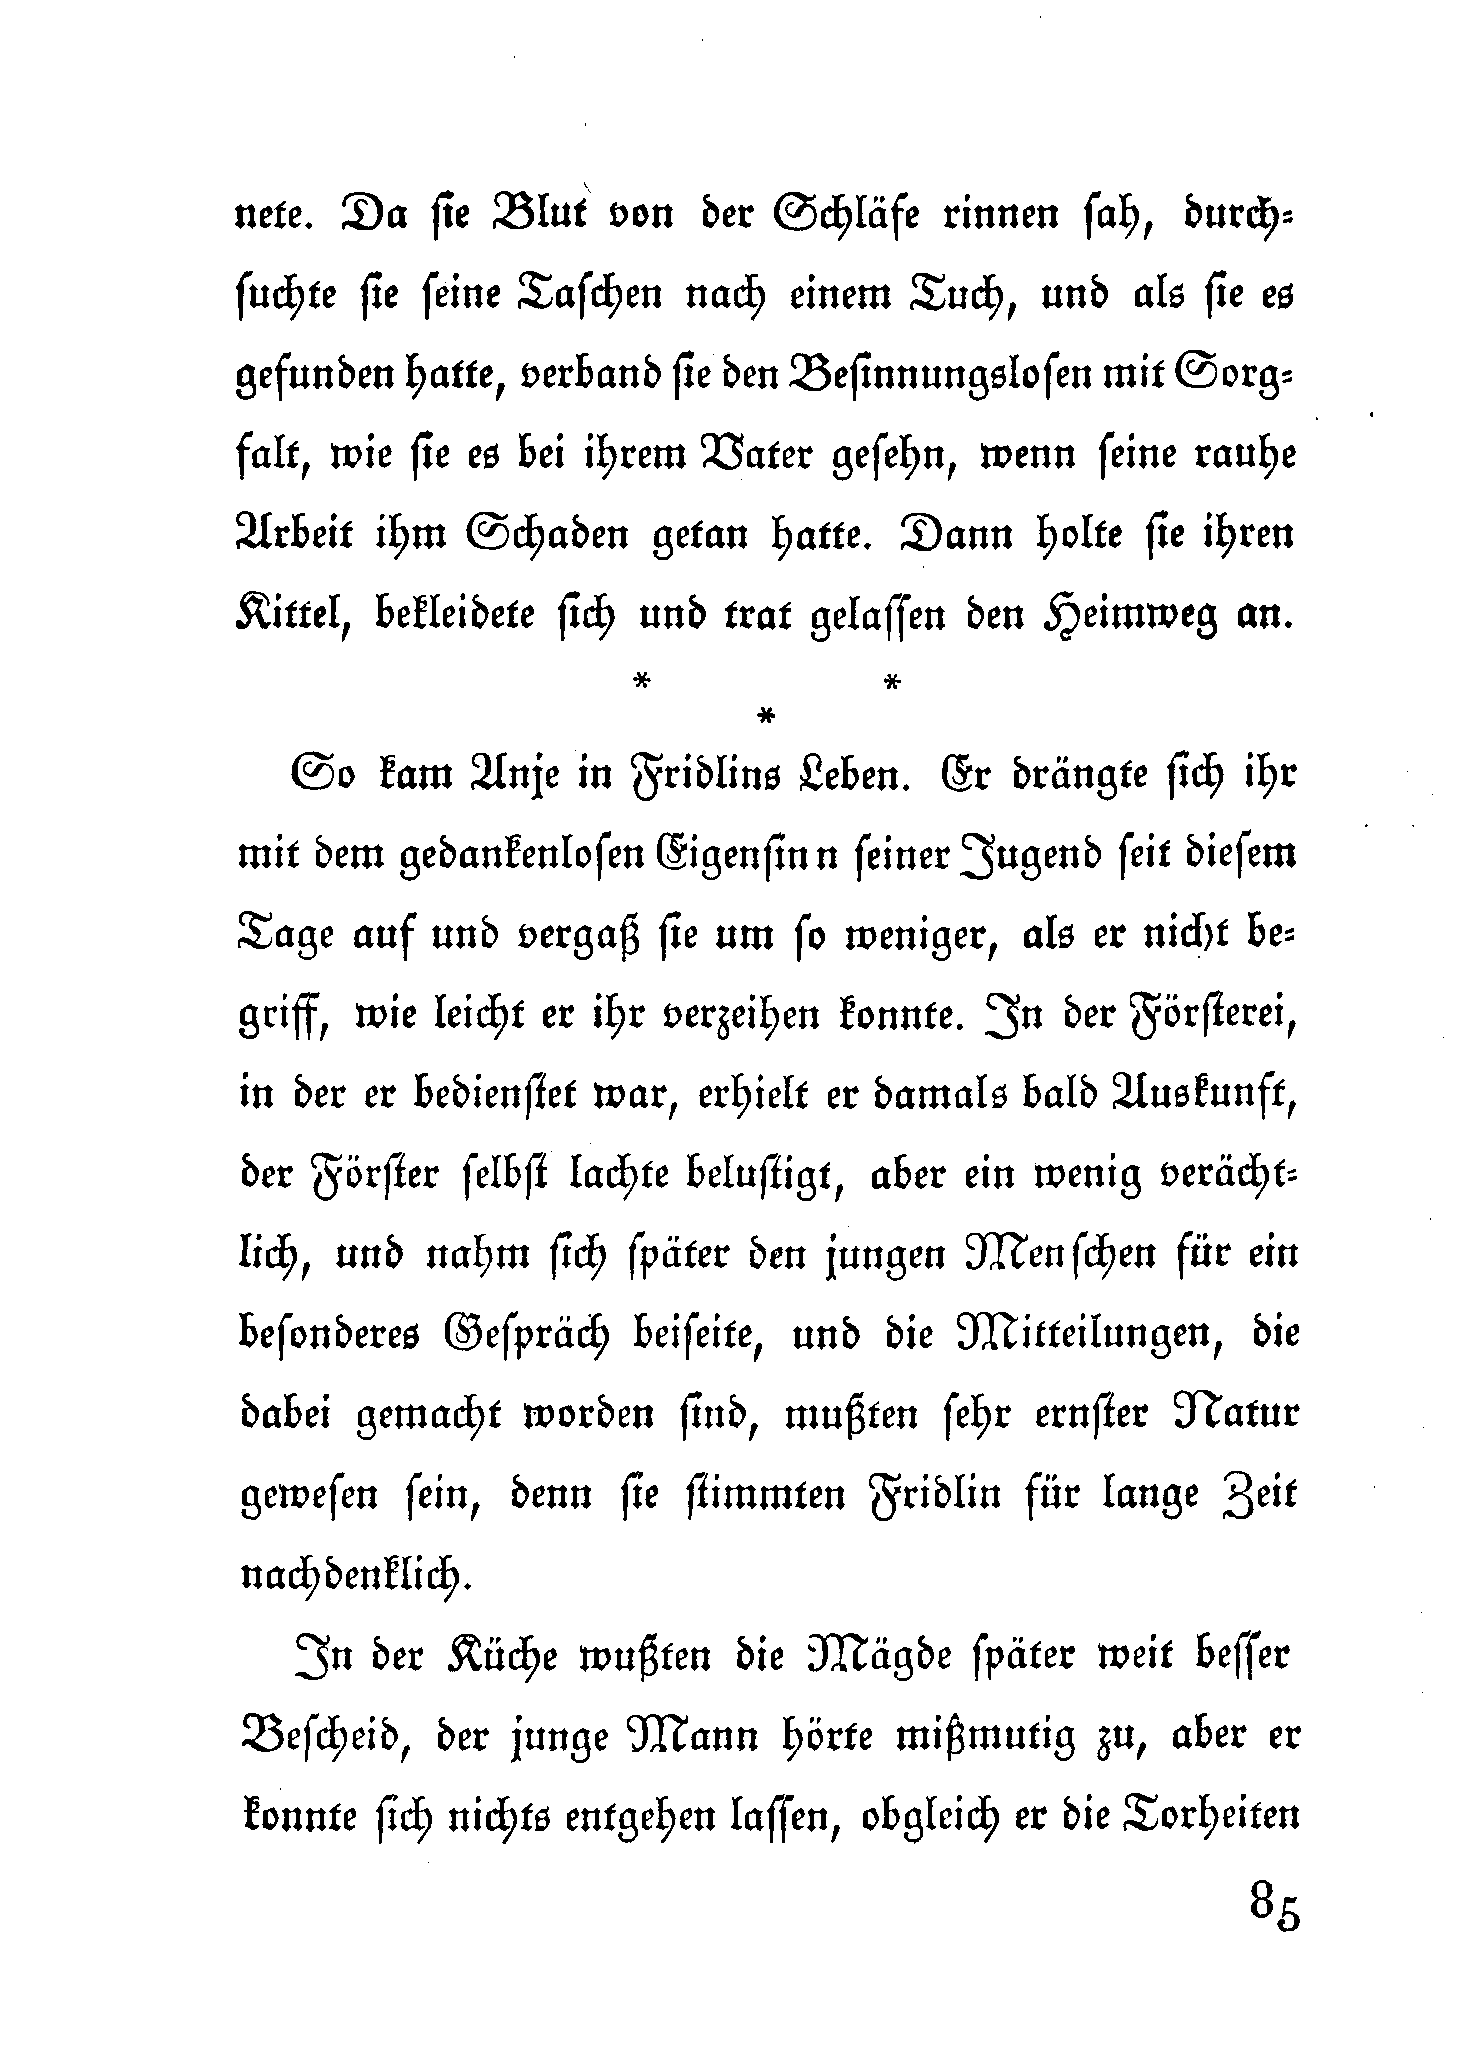 nete. Da sie Blut von der Schläfe rinnen sah, durch-
suchte sie seine Taschen nach einem Tuch, und als sie es
gefunden hatte, verband sie den Besinnungslosen mit Sorg-
falt, wie sie es bei ihrem Vater gesehn, wenn seine rauhe
Arbeit ihm Schaden getan hatte. Dann holte sie ihren
Kittel, bekleidete sich und trat gelassen den Heimweg an.
* *
*
So kam Anje in Fridlins Leben. Er drängte sich ihr
mit dem gedankenlosen Eigensinn seiner Jugend seit diesem
Tage auf und vergaß sie um so weniger, als er nicht be-
griff, wie leicht er ihr verzeihen konnte. In der Försterei,
in der er bedienstet war, erhielt er damals bald Auskunft,
der Förster selbst lachte belustigt, aber ein wenig verächt-
lich, und nahm sich später den jungen Menschen für ein
besonderes Gespräch beiseite, und die Mitteilungen, die
dabei gemacht worden sind, mußten sehr ernster Natur
gewesen sein, denn sie stimmten Fridlin für lange Zeit
nachdenklich.
In der Küche wußten die Mägde später weit besser
Bescheid, der junge Mann hörte mißmutig zu, aber er
konnte sich nichts entgehen lassen, obgleich er die Torheiten
85